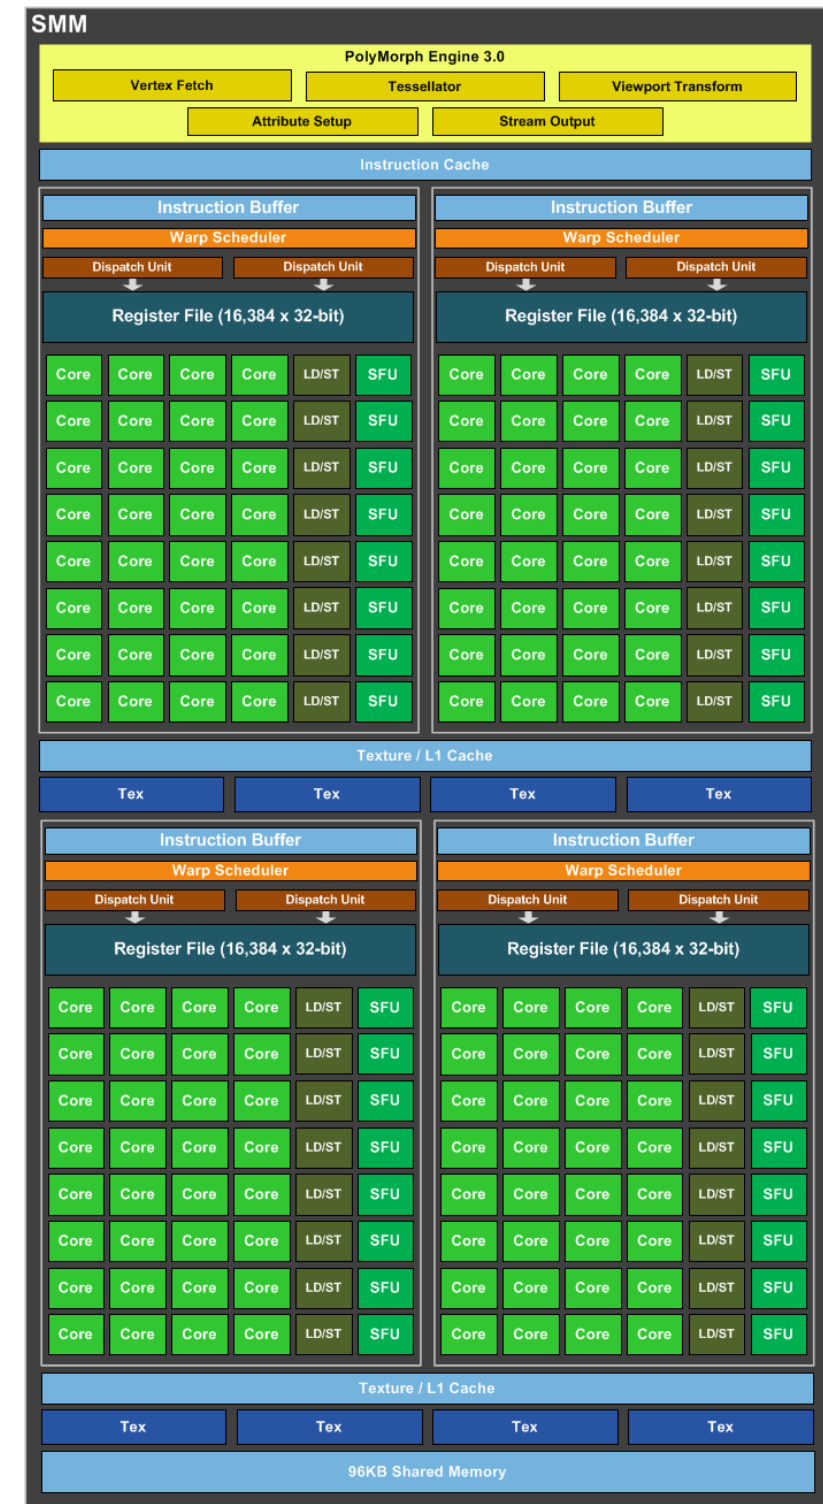 SMM
PolyMorph Engine 3.0
Vertex Fetch Tessellator Viewport Transform
Attribute Setup Stream Output
Instruction Cache
Instruction Buffer Instruction Buffer
Warp Scheduler Warp Scheduler
Dispatch Unit Dispatch Unit Dispatch Unit Dispatch Unit
Register File (16,384 x 32-bit) Register File (16,384 x 32-bit)
Core Core Core Core LD/ST SFU Core Core Core Core LD/ST SFU
Core Core Core Core LD/ST SFU Core Core Core Core LD/ST SFU
Core Core Core Core LD/ST SFU Core Core Core Core LD/ST SFU
Core Core Core Core LD/ST SFU Core Core Core Core LD/ST SFU
Core Core Core Core LD/ST SFU Core Core Core Core LD/ST SFU
Core Core Core Core LD/ST SFU Core Core Core Core LD/ST SFU
Core Core Core Core LD/ST SFU Core Core Core Core LD/ST SFU
Core Core Core Core LD/ST SFU Core Core Core Core LD/ST SFU
Texture / L1 Cache
Tex Tex Tex Tex
Instruction Buffer Instruction Buffer
Warp Scheduler Warp Scheduler
Dispatch Unit Dispatch Unit Dispatch Unit Dispatch Unit
Register File (16,384 x 32-bit) Register File (16,384 x 32-bit)
Core Core Core Core LD/ST SFU Core Core Core Core LD/ST SFU
Core Core Core Core LD/ST SFU Core Core Core Core LD/ST SFU
Core Core Core Core LD/ST SFU Core Core Core Core LD/ST SFU
Core Core Core Core LD/ST SFU Core Core Core Core LD/ST SFU
Core Core Core Core LD/ST SFU Core Core Core Core LD/ST SFU
Core Core Core Core LD/ST SFU Core Core Core Core LD/ST SFU
Core Core Core Core LD/ST SFU Core Core Core Core LD/ST SFU
Core Core Core Core LD/ST SFU Core Core Core Core LD/ST SFU
Texture / L1 Cache
Tex Tex Tex Tex
96KB Shared Memory